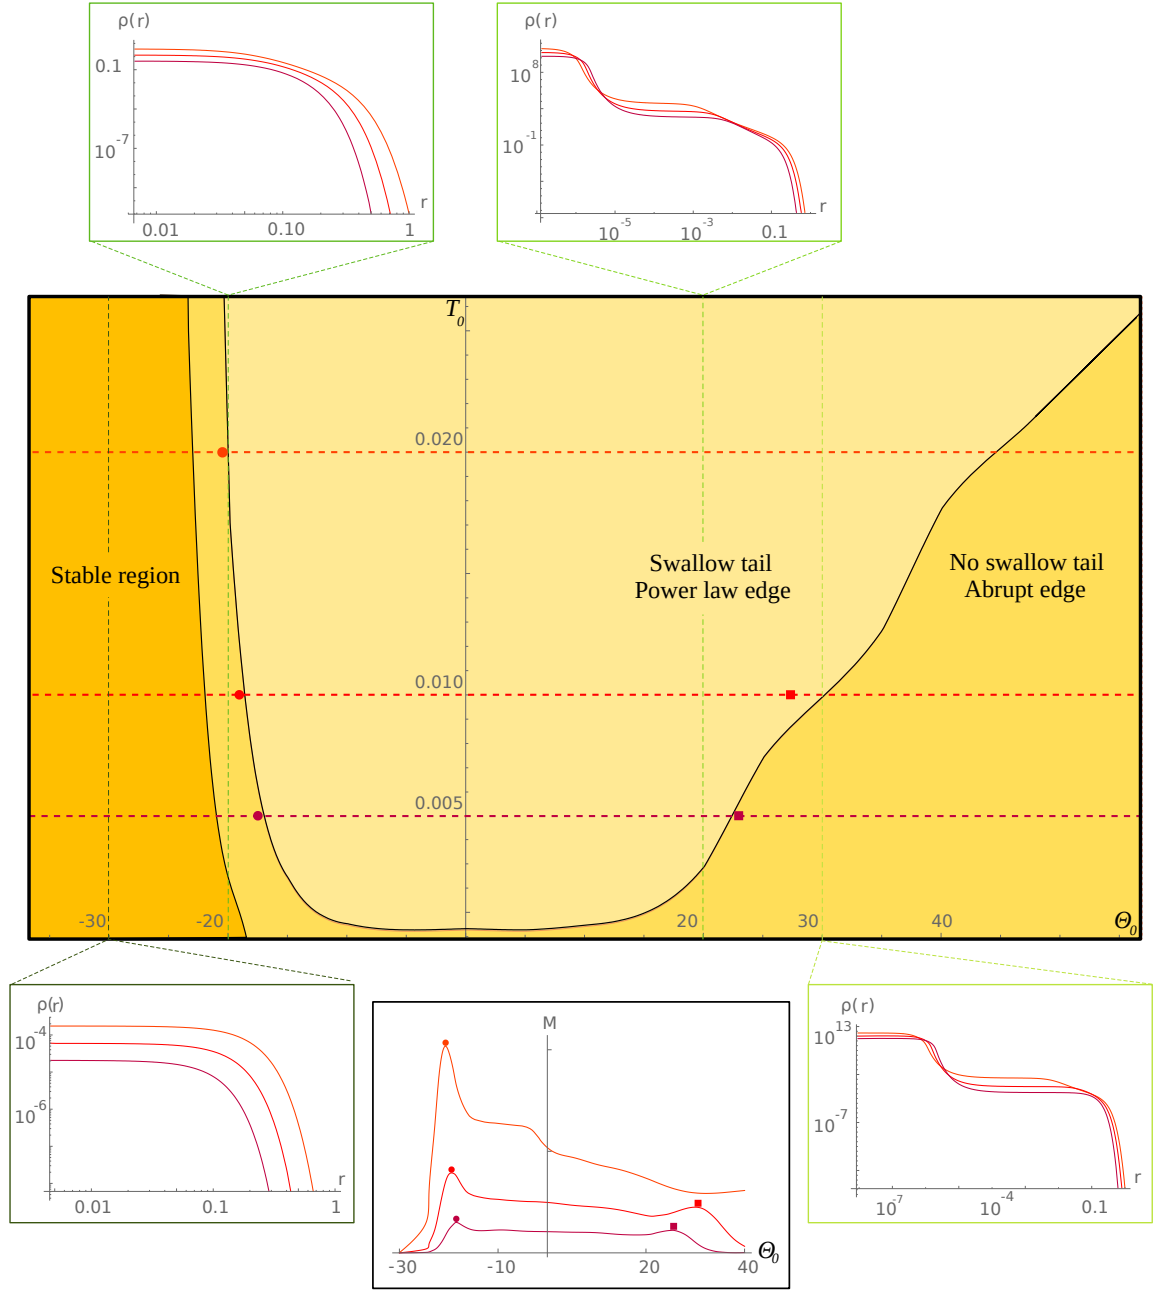 ρ(r)
0.1
10^-7
r
0.01 0.10 1
ρ(r)
10^8
10^-1
r
10^-5 10^-3 0.1
T_0
0.020
Stable region
Swallow tail
Power law edge
No swallow tail
Abrupt edge
0.010
0.005
-30 -20 20 30 40 Θ_0
ρ(r)
10^-4
10^-6
r
0.01 0.1 1
M
-30 -10 20 40 Θ_0
ρ(r)
10^13
10^-7
r
10^-7 10^-4 0.1